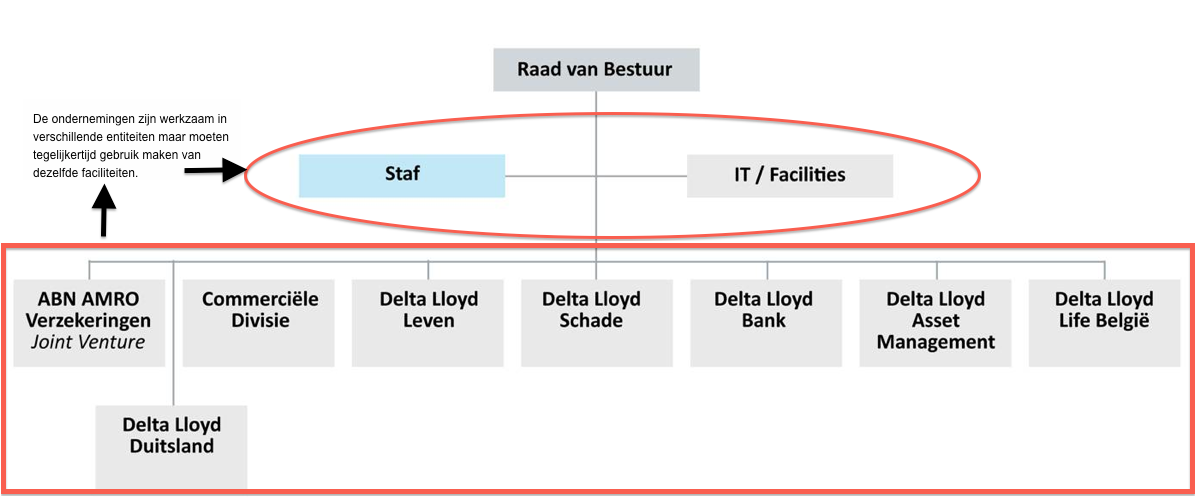 Raad van Bestuur
De ondernemingen zijn werkzaam in
verschillende entiteiten maar moeten
tegelijkertijd gebruik maken van
dezelfde faciliteiten.
Staf
IT / Facilities
ABN AMRO
Verzekeringen
Joint Venture
Commerciële
Divisie
Delta Lloyd
Leven
Delta Lloyd
Schade
Delta Lloyd
Bank
Delta Lloyd
Asset
Management
Delta Lloyd
Life België
Delta Lloyd
Duitsland